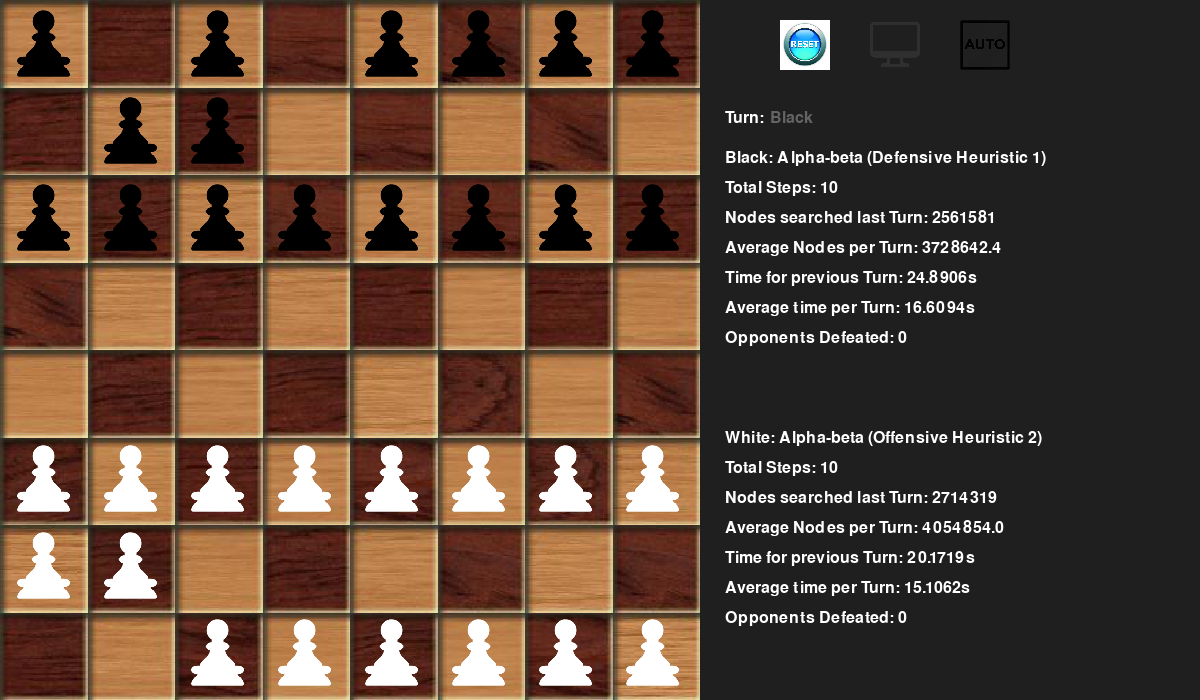 RESET
AUTO
Turn: Black
Black: Alpha-beta (Defensive Heuristic 1)
Total Steps: 10
Nodes searched last Turn: 2561581
Average Nodes per Turn: 3728642.4
Time for previous Turn: 24.8906s
Average time per Turn: 16.6094s
Opponents Defeated: 0
White: Alpha-beta (Offensive Heuristic 2)
Total Steps: 10
Nodes searched last Turn: 2714319
Average Nodes per Turn: 4054854.0
Time for previous Turn: 20.1719s
Average time per Turn: 15.1062s
Opponents Defeated: 0